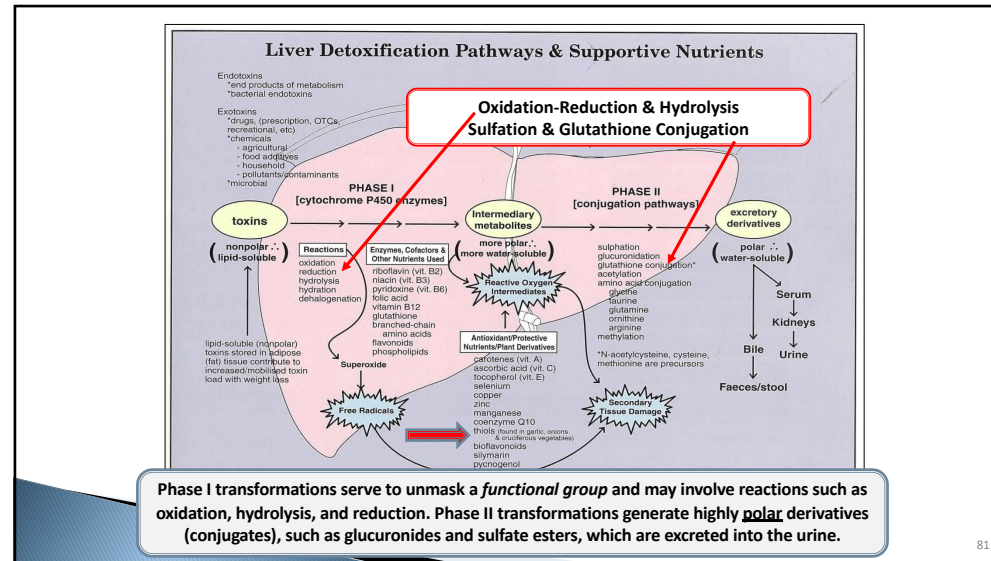 Liver Detoxification Pathways & Supportive Nutrients
Endotoxins
*end products of metabolism
*bacterial endotoxins
Exotoxins
*drugs, (prescription, OTCs,
recreational, etc)
*chemicals
- agricultural
- food additives
- household
- pollutants/contaminants
*microbial
Oxidation-Reduction & Hydrolysis
Sulfation & Glutathione Conjugation
PHASE I
[cytochrome P450 enzymes]
PHASE II
[conjugation pathways]
toxins
(nonpolar ∴
lipid-soluble)
Intermediary
metabolites
(more polar ∴
more water-soluble)
excretory
derivatives
(polar ∴
water-soluble)
Reactions
oxidation
reduction
hydrolysis
hydration
dehalogenation
Enzymes, Cofactors &
Other Nutrients Used
riboflavin (vit. B2)
niacin (vit. B3)
pyridoxine (vit. B6)
folic acid
vitamin B12
glutathione
branched-chain
amino acids
flavonoids
phospholipids
Reactive Oxygen
Intermediates
sulphation
glucuronidation
glutathione conjugation*
acetylation
amino acid conjugation
glycine
taurine
glutamine
ornithine
arginine
methylation
*N-acetylcysteine, cysteine,
methionine are precursors
Serum
Kidneys
Urine
Bile
Faeces/stool
lipid-soluble (nonpolar)
toxins stored in adipose
(fat) tissue contribute to
increased/mobilised toxin
load with weight loss
Superoxide
Free Radicals
Antioxidant/Protective
Nutrients/Plant Derivatives
carotenes (vit. A)
ascorbic acid (vit. C)
tocopherol (vit. E)
selenium
copper
zinc
manganese
coenzyme Q10
thiols (found in garlic, onions
& cruciferous vegetables)
bioflavonoids
silymarin
pycnogenol
Secondary
Tissue Damage
Phase I transformations serve to unmask a functional group and may involve reactions such as
oxidation, hydrolysis, and reduction. Phase II transformations generate highly polar derivatives
(conjugates), such as glucuronides and sulfate esters, which are excreted into the urine.
81